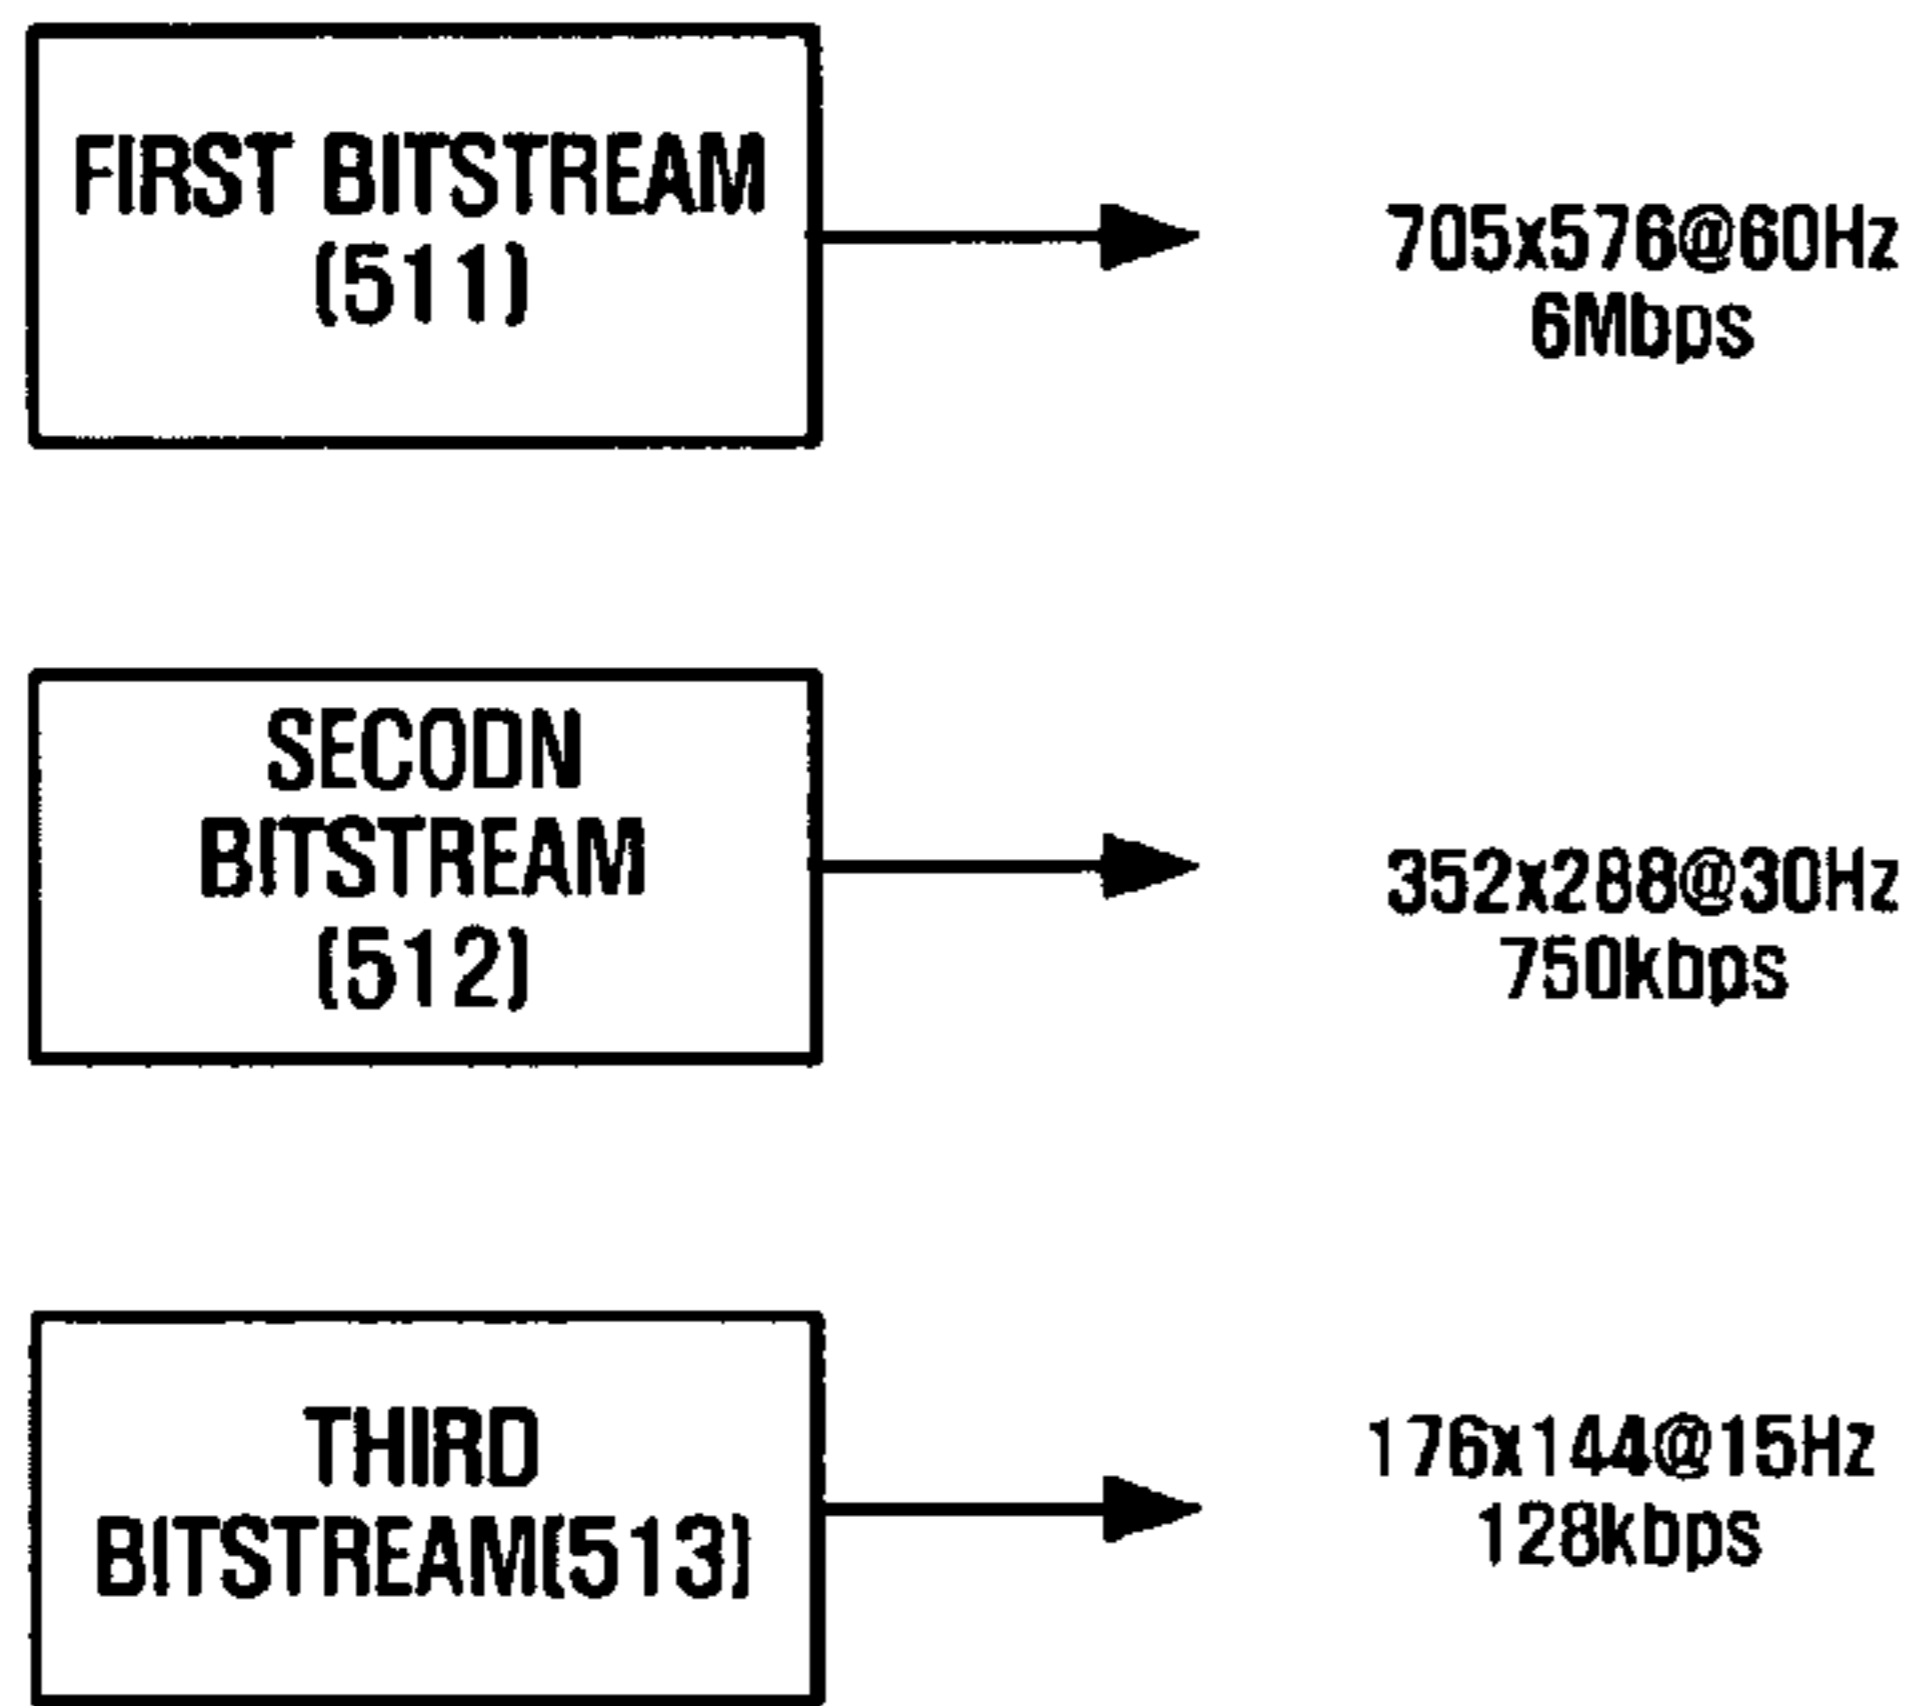 FIRST BITSTREAM
(511)
705x576@60Hz
6Mbps
SECODN
BITSTREAM
(512)
352x288@30Hz
750kbps
THIRD
BITSTREAM(513)
176x144@15Hz
128kbps